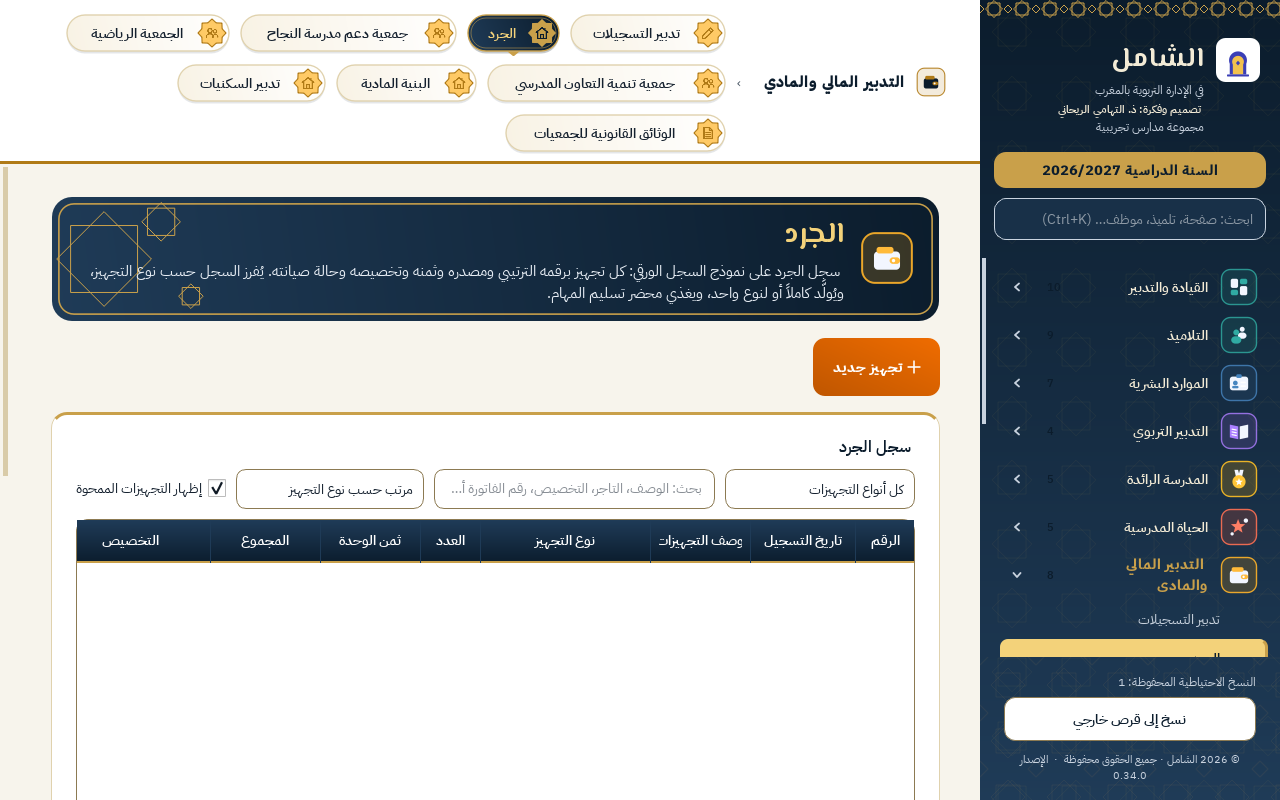 الشامل
في الإدارة التربوية بالمغرب
تصميم وفكرة: ذ. التهامي الريحاني
مجموعة مدارس تجريبية
السنة الدراسية 2026/2027
ابحث: صفحة، تلميذ، موظف... (Ctrl+K)
القيادة والتدبير 10
التلاميذ 9
الموارد البشرية 7
التدبير التربوي 4
المدرسة الرائدة 5
الحياة المدرسية 5
التدبير المالي والمادي 8
تدبير التسجيلات
النسخ الاحتياطية المحفوظة: 1
نسخ إلى قرص خارجي
© 2026 الشامل · جميع الحقوق محفوظة · الإصدار
0.34.0
التدبير المالي والمادي ›
تدبير التسجيلات
الجرد
جمعية دعم مدرسة النجاح
الجمعية الرياضية
جمعية تنمية التعاون المدرسي
البنية المادية
تدبير السكنيات
الوثائق القانونية للجمعيات
الجرد
سجل الجرد على نموذج السجل الورقي: كل تجهيز برقمه الترتيبي ومصدره وثمنه وتخصيصه وحالة صيانته. يُفرز السجل حسب نوع التجهيز،
ويُولَّد كاملاً أو لنوع واحد، ويغذي محضر تسليم المهام.
+ تجهيز جديد
سجل الجرد
كل أنواع التجهيزات
بحث: الوصف، التاجر، التخصيص، رقم الفاتورة أ...
مرتب حسب نوع التجهيز
إظهار التجهيزات الممحوة
الرقم تاريخ التسجيل وصف التجهيزات نوع التجهيز العدد ثمن الوحدة المجموع التخصيص